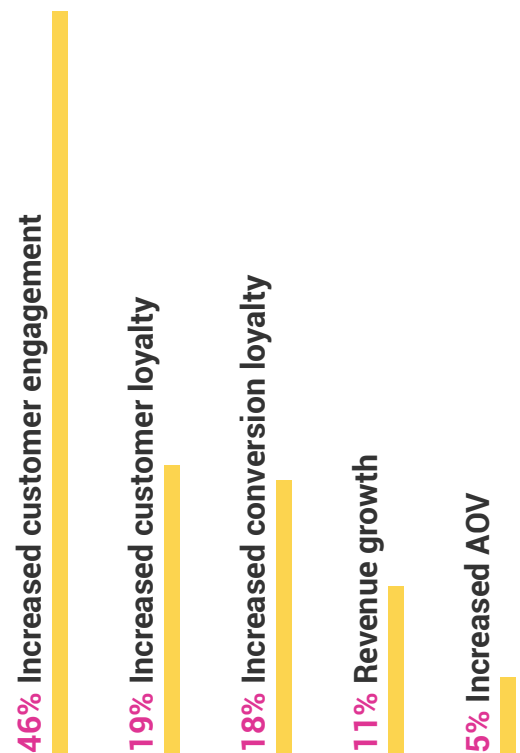 46% Increased customer engagement
19% Increased customer loyalty
18% Increased conversion loyalty
11% Revenue growth
5% Increased AOV